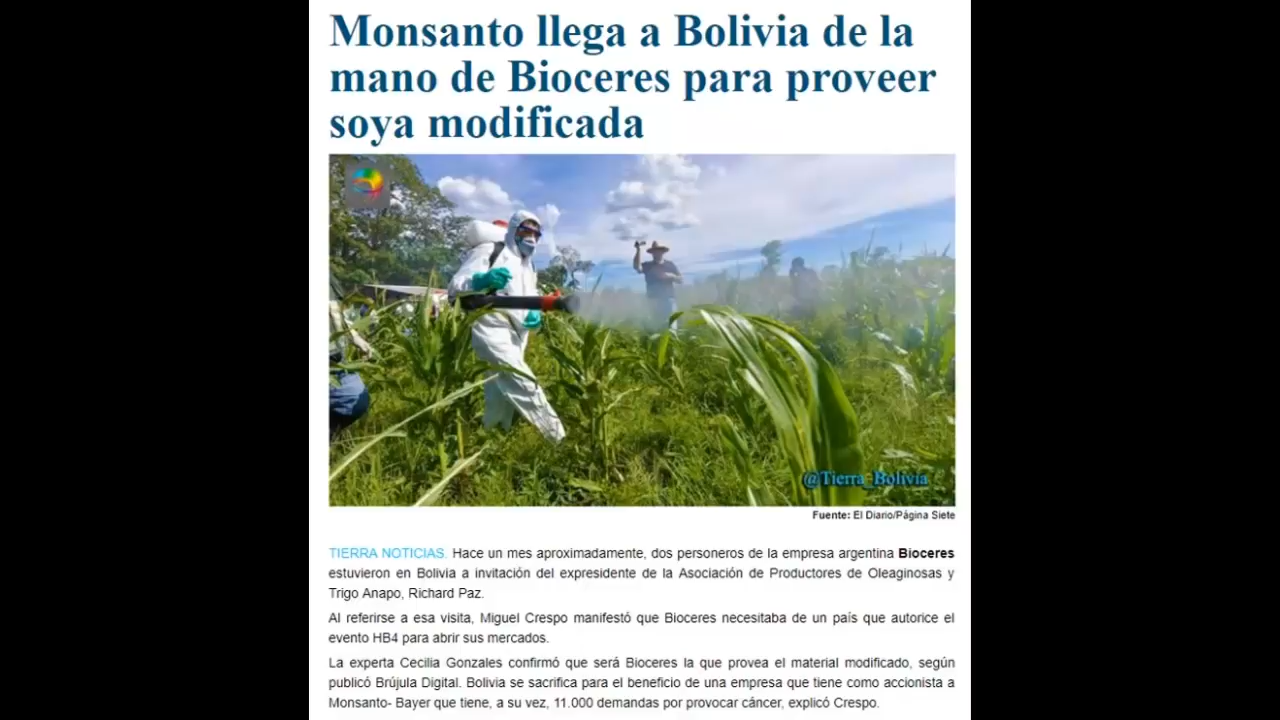 Monsanto llega a Bolivia de la
mano de Bioceres para proveer
soya modificada
@Tierra_Bolivia
Fuente: El Diario/Página Siete
TIERRA NOTICIAS. Hace un mes aproximadamente, dos personeros de la empresa argentina Bioceres
estuvieron en Bolivia a invitación del expresidente de la Asociación de Productores de Oleaginosas y
Trigo Anapo, Richard Paz.
Al referirse a esa visita, Miguel Crespo manifestó que Bioceres necesitaba de un país que autorice el
evento HB4 para abrir sus mercados.
La experta Cecilia Gonzales confirmó que será Bioceres la que provea el material modificado, según
publicó Brújula Digital. Bolivia se sacrifica para el beneficio de una empresa que tiene como accionista a
Monsanto- Bayer que tiene, a su vez, 11.000 demandas por provocar cáncer, explicó Crespo.